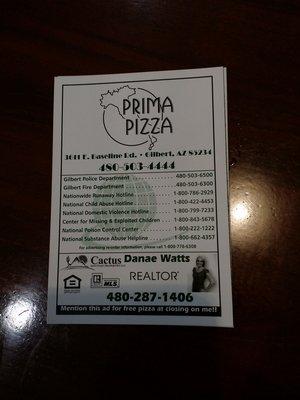 PRIMA
PIZZA
3611 E. Baseline Rd. • Gilbert, AZ 85234
480-503-4444
Gilbert Police Department 480-503-6500
Gilbert Fire Department 480-503-6300
Nationwide Runaway Hotline 1-800-786-2929
National Child Abuse Hotline 1-800-422-4453
National Domestic Violence Hotline 1-800-799-7233
Center for Missing & Exploited Children 1-800-843-5678
National Poison Control Center 1-800-222-1222
National Substance Abuse Helpline 1-800-662-4357
For advertising reorder information, please call 1-800-778-6308
Cactus Danae Watts
REALTOR
MLS
480-287-1406
Mention this ad for free pizza at closing on me!!